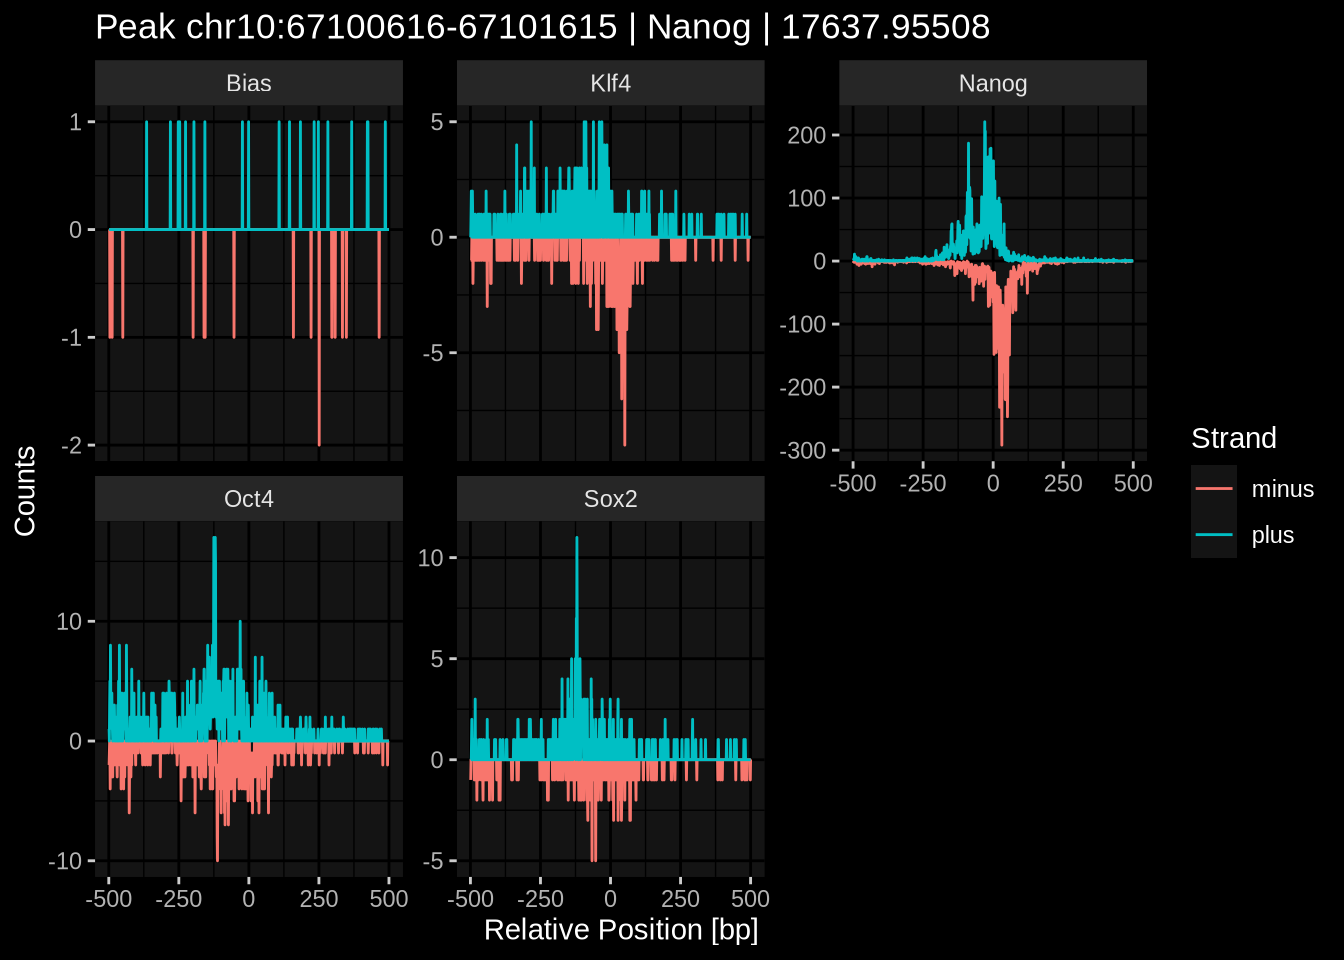 Peak chr10:67100616-67101615 | Nanog | 17637.95508
Bias
Klf4
Nanog
1
0
-1
-2
5
0
-5
200
100
0
-100
-200
-300
-500 -250 0 250 500
Counts
Strand
minus
plus
Oct4
Sox2
10
0
-10
10
5
0
-5
-500 -250 0 250 500
-500 -250 0 250 500
Relative Position [bp]